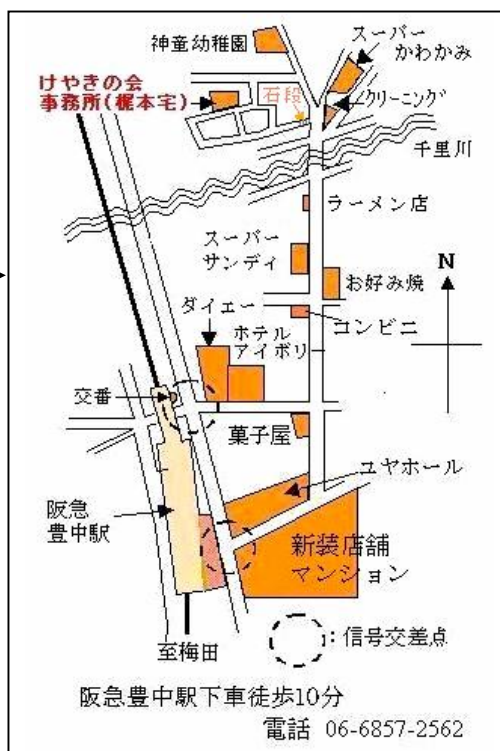 神童幼稚園
スーパー
かわかみ
けやきの会
事務所(梶本宅)
石段
クリーニング
千里川
ラーメン店
スーパー
サンディ
お好み焼
N
ダイエー
ホテル
アイボリ
コンビニ
交番
菓子屋
ユヤホール
阪急
豊中駅
新装店舗
マンション
至梅田
:信号交差点
阪急豊中駅下車徒歩10分
電話 06-6857-2562